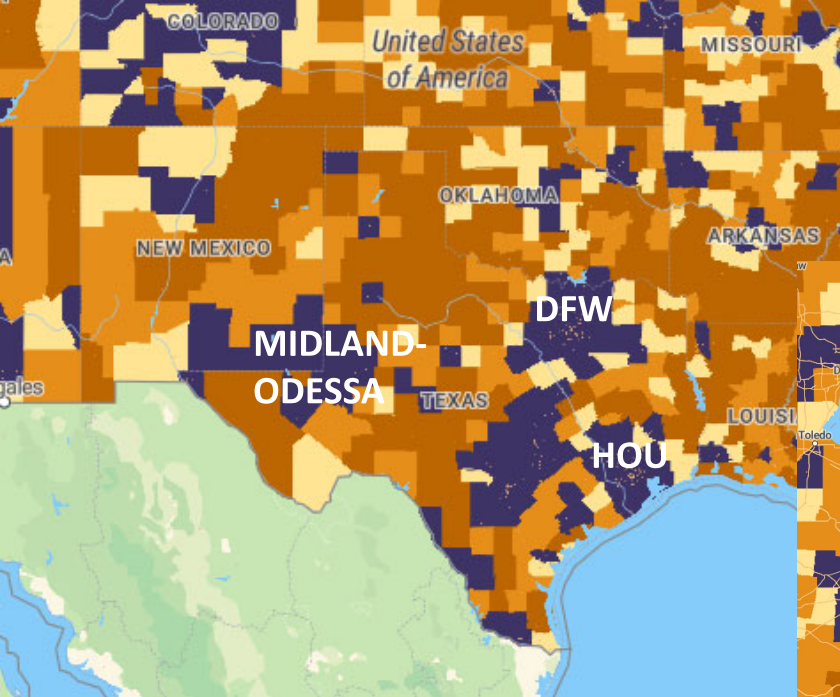 COLORADO
United States
of America
MISSOURI
OKLAHOMA
NEW MEXICO
ARKANSAS
A
W
DFW
MIDLAND-
ODESSA
D
gales
TEXAS
LOUISI
Toledo
HOU